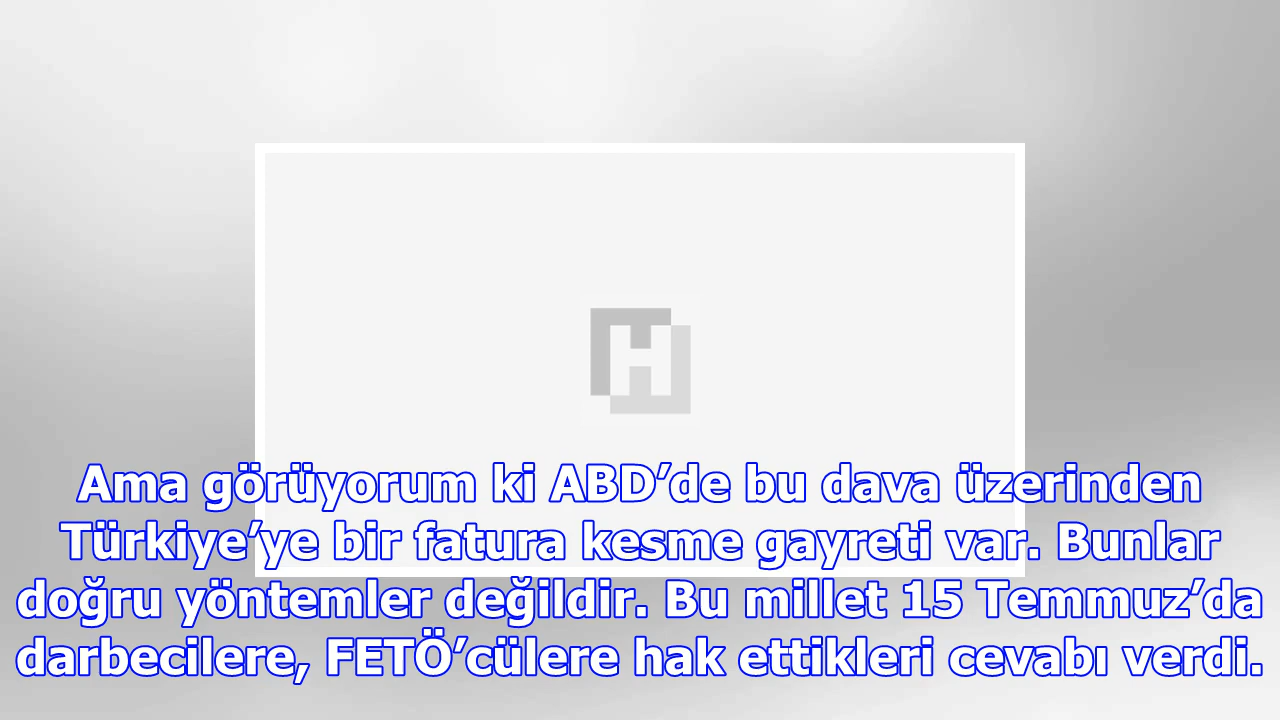 H
Ama görüyorum ki ABD’de bu dava üzerinden
Türkiye’ye bir fatura kesme gayreti var. Bunlar
doğru yöntemler değildir. Bu millet 15 Temmuz’da
darbecilere, FETÖ’cülere hak ettikleri cevabı verdi.